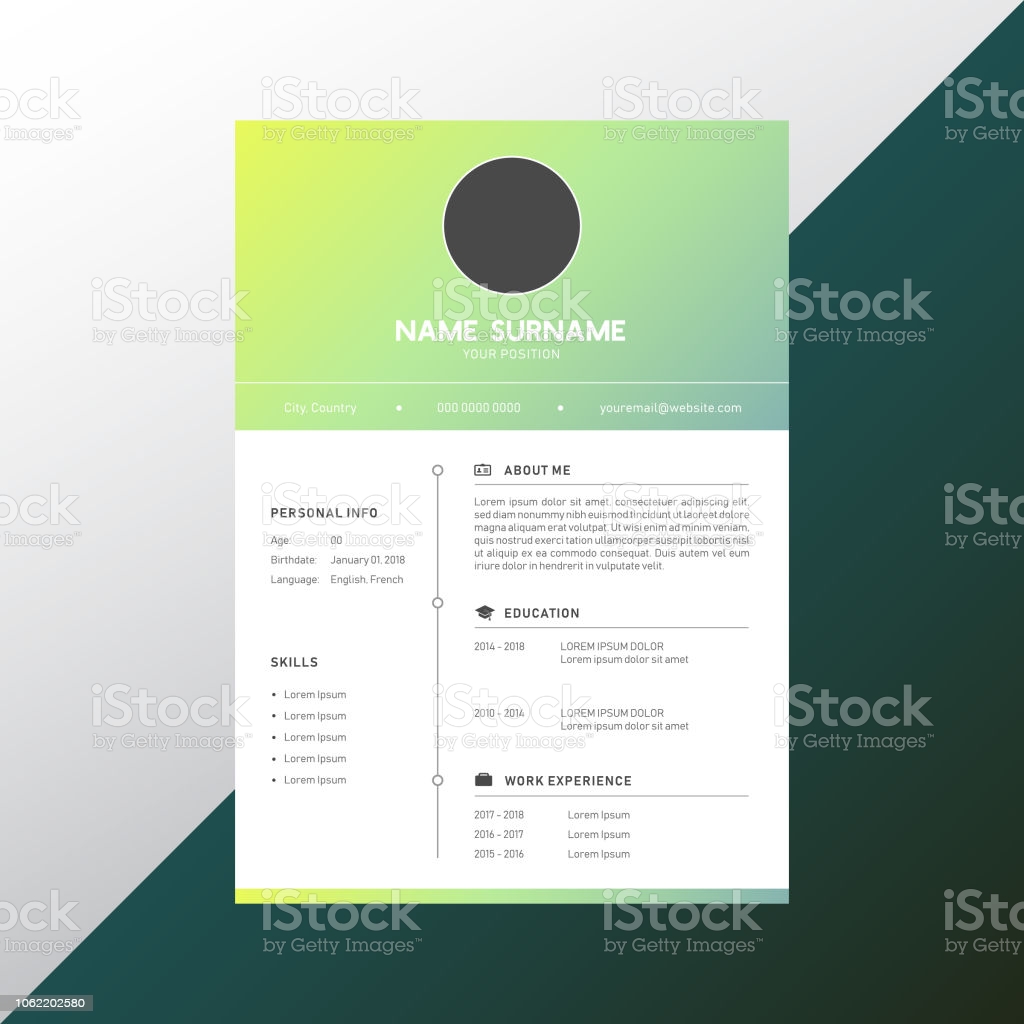 NAME SURNAME
YOUR POSITION
City, Country • 000 0000 0000 • youremail@website.com
PERSONAL INFO
Age: 00
Birthdate: January 01, 2018
Language: English, French
SKILLS
• Lorem Ipsum
• Lorem Ipsum
• Lorem Ipsum
• Lorem Ipsum
• Lorem Ipsum
ABOUT ME
Lorem ipsum dolor sit amet, consectetuer adipiscing elit,
sed diam nonummy nibh euismod tincidunt ut laoreet dolore
magna aliquam erat volutpat. Ut wisi enim ad minim veniam,
quis nostrud exerci tation ullamcorper suscipit lobortis nisl
ut aliquip ex ea commodo consequat. Duis autem vel eum
iriure dolor in hendrerit in vulputate velit.
EDUCATION
2014 - 2018 LOREM IPSUM DOLOR
Lorem ipsum dolor sit amet
2010 - 2014 LOREM IPSUM DOLOR
Lorem ipsum dolor sit amet
WORK EXPERIENCE
2017 - 2018 Lorem Ipsum
2016 - 2017 Lorem Ipsum
2015 - 2016 Lorem Ipsum
iStock
by Getty Images™
1062202580